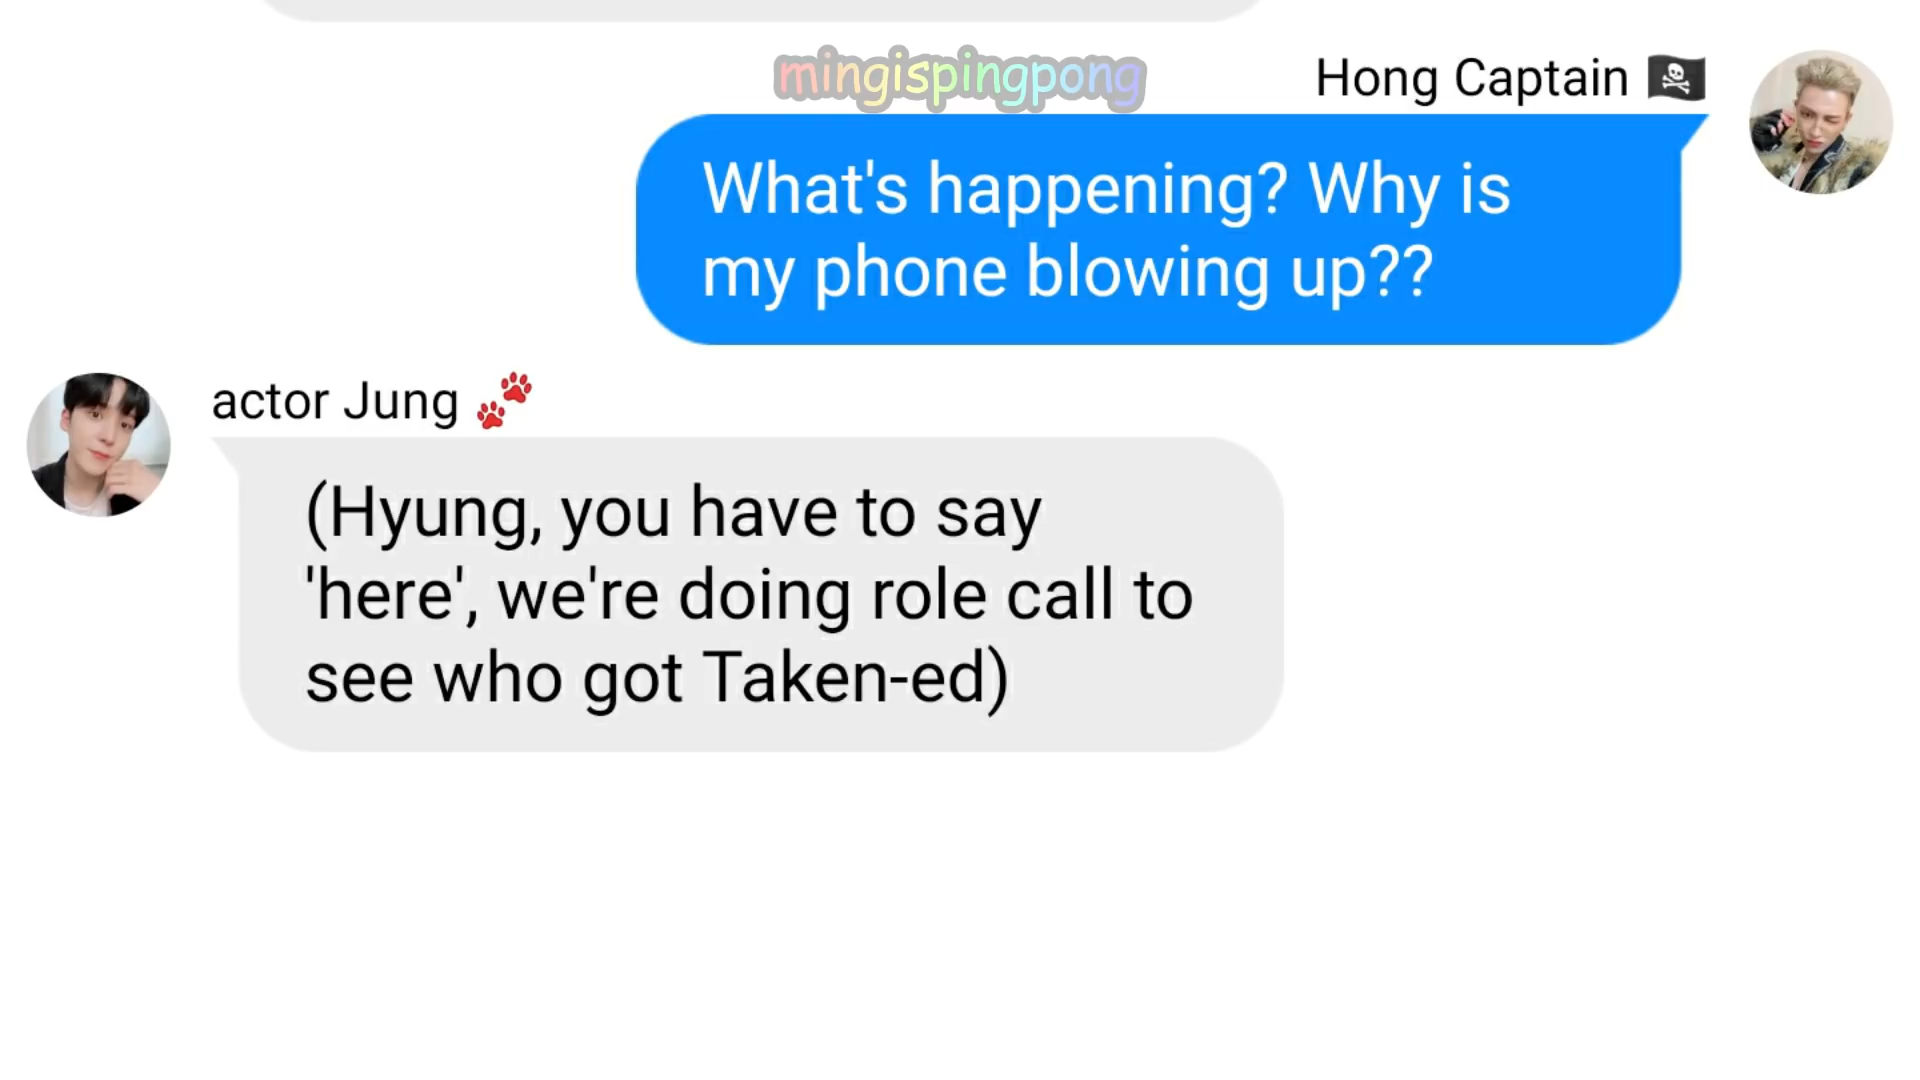 mingispingpong
Hong Captain 🏴‍☠️
What's happening? Why is
my phone blowing up??
actor Jung 🐾
(Hyung, you have to say
'here', we're doing role call to
see who got Taken-ed)